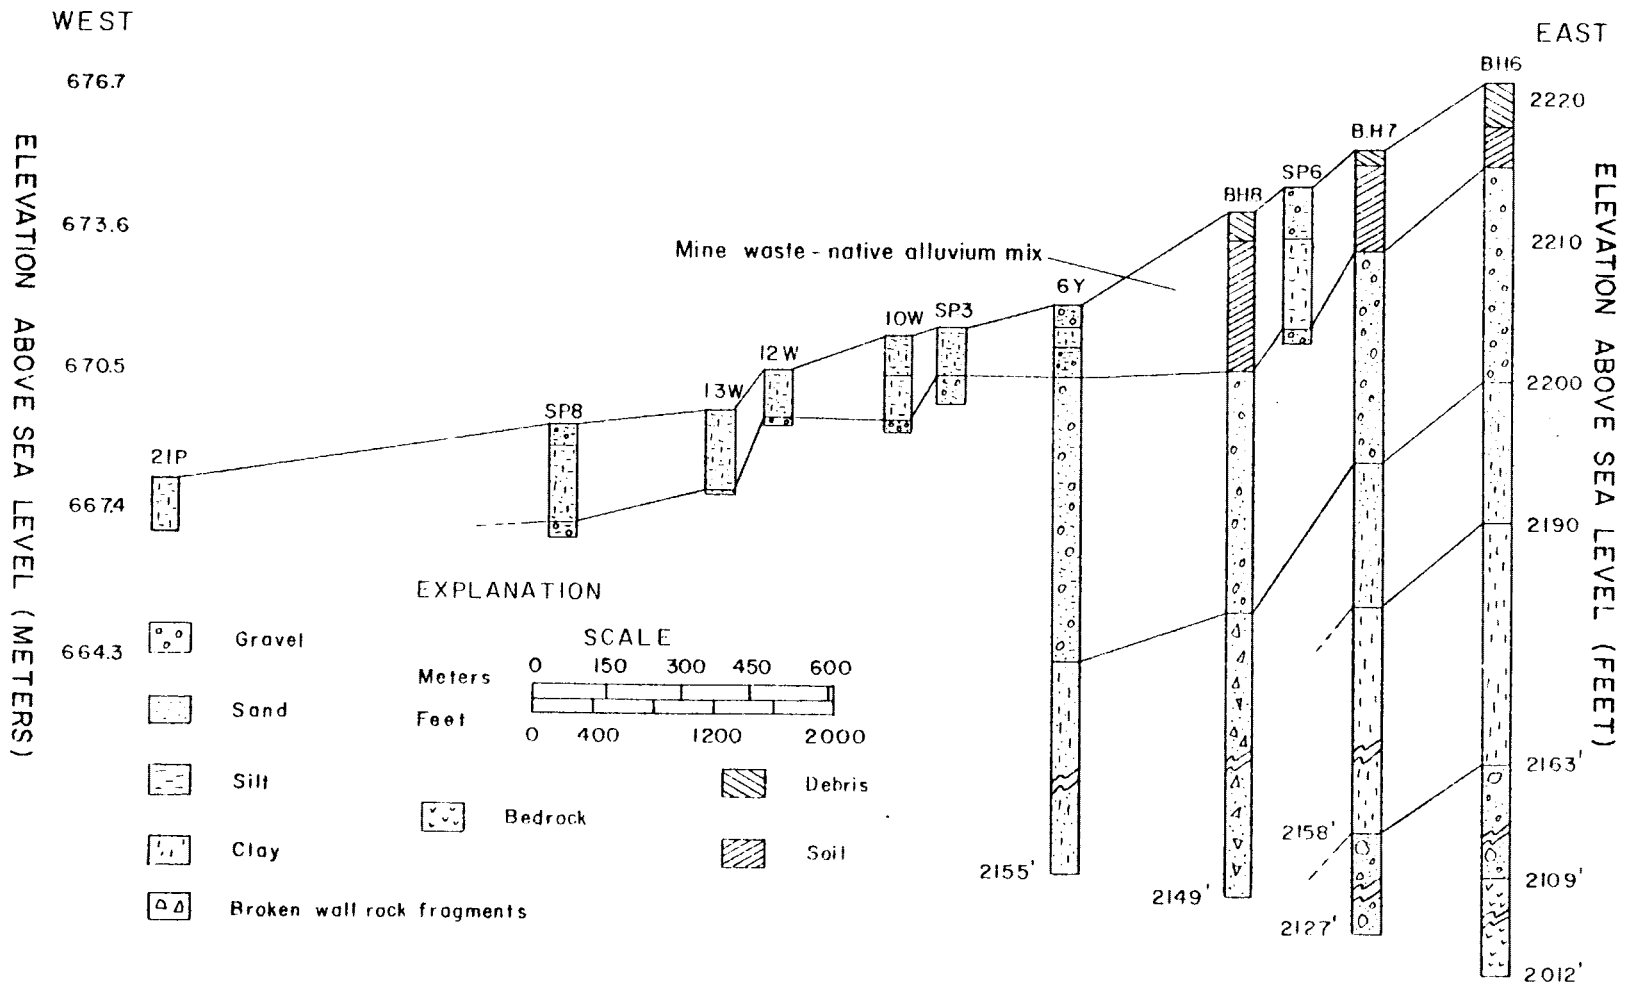 WEST
EAST
676.7
673.6
670.5
667.4
664.3
ELEVATION ABOVE SEA LEVEL (METERS)
2220
2210
2200
2190
2163'
2109'
2012'
ELEVATION ABOVE SEA LEVEL (FEET)
21P
SP8
13W
12W
10W
SP3
6Y
BH8
SP6
B.H7
BH6
Mine waste - native alluvium mix
2155'
2149'
2158'
2127'
EXPLANATION
Gravel
Sand
Silt
Clay
Broken wall rock fragments
SCALE
Meters
0 150 300 450 600
Feet
0 400 1200 2000
Bedrock
Debris
Soil